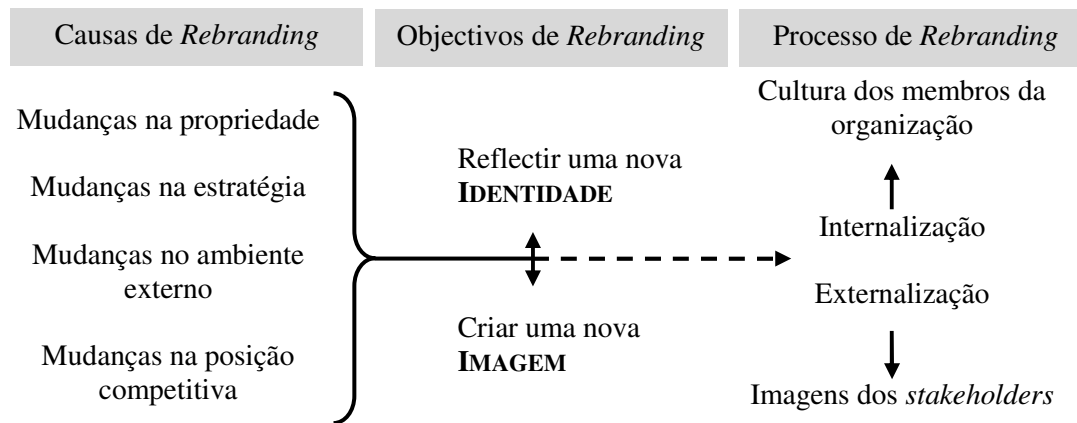 Causas de Rebranding
Objectivos de Rebranding
Processo de Rebranding
Mudanças na propriedade
Mudanças na estratégia
Mudanças no ambiente
externo
Mudanças na posição
competitiva
Reflectir uma nova
IDENTIDADE
Criar uma nova
IMAGEM
Cultura dos membros da
organização
Internalização
Externalização
Imagens dos stakeholders